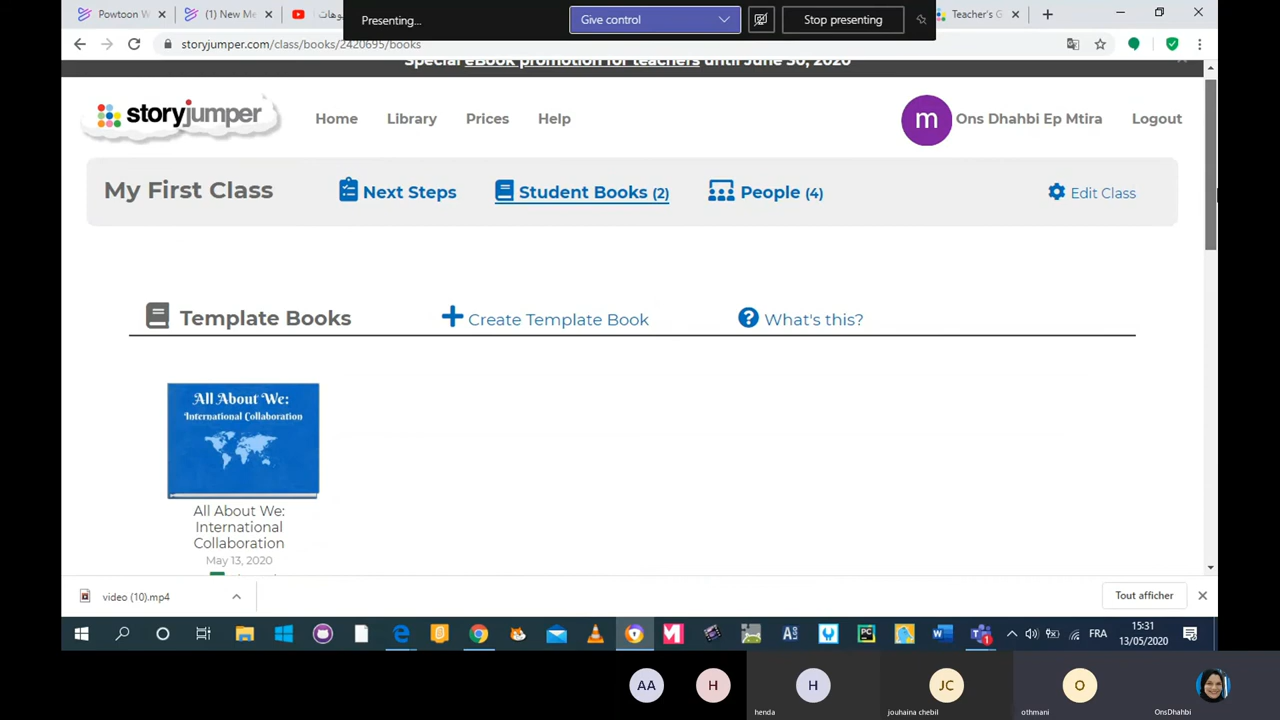 Powtoon W
(1) New Me
Presenting...
Give control
Stop presenting
Teacher's G
storyjumper.com/class/books/2420695/books
Special eBook promotion for teachers until June 30, 2020
storyjumper
Home
Library
Prices
Help
m
Ons Dhahbi Ep Mtira
Logout
My First Class
Next Steps
Student Books (2)
People (4)
Edit Class
Template Books
Create Template Book
What's this?
All About We:
International Collaboration
All About We:
International
Collaboration
May 13, 2020
video (10).mp4
Tout afficher
FRA
15:31
13/05/2020
AA
H
H
JC
O
henda
jouhaina chebil
othmani
OnsDhahbi